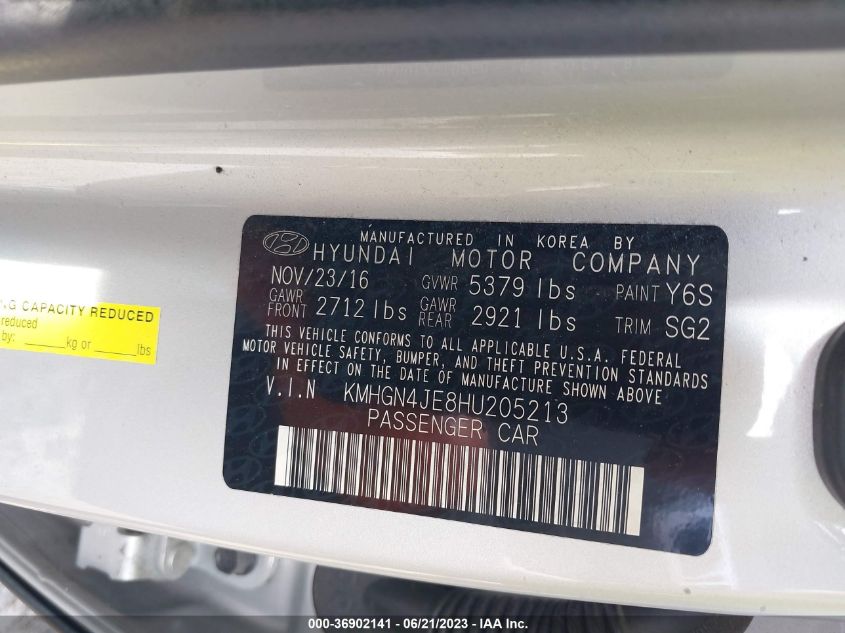 MANUFACTURED IN KOREA BY
HYUNDAI MOTOR COMPANY
NOV/23/16 GVWR 5379 lbs PAINT Y6S
GAWR FRONT 2712 lbs GAWR REAR 2921 lbs TRIM SG2
THIS VEHICLE CONFORMS TO ALL APPLICABLE U.S.A. FEDERAL
MOTOR VEHICLE SAFETY, BUMPER, AND THEFT PREVENTION STANDARDS
IN EFFECT ON THE DATE OF MANUFACTURE SHOWN ABOVE
V.I.N KMHGN4JE8HU205213
PASSENGER CAR
CAPACITY REDUCED
reduced
by: ______kg or ______lbs
000-36902141 - 06/21/2023 - IAA Inc.